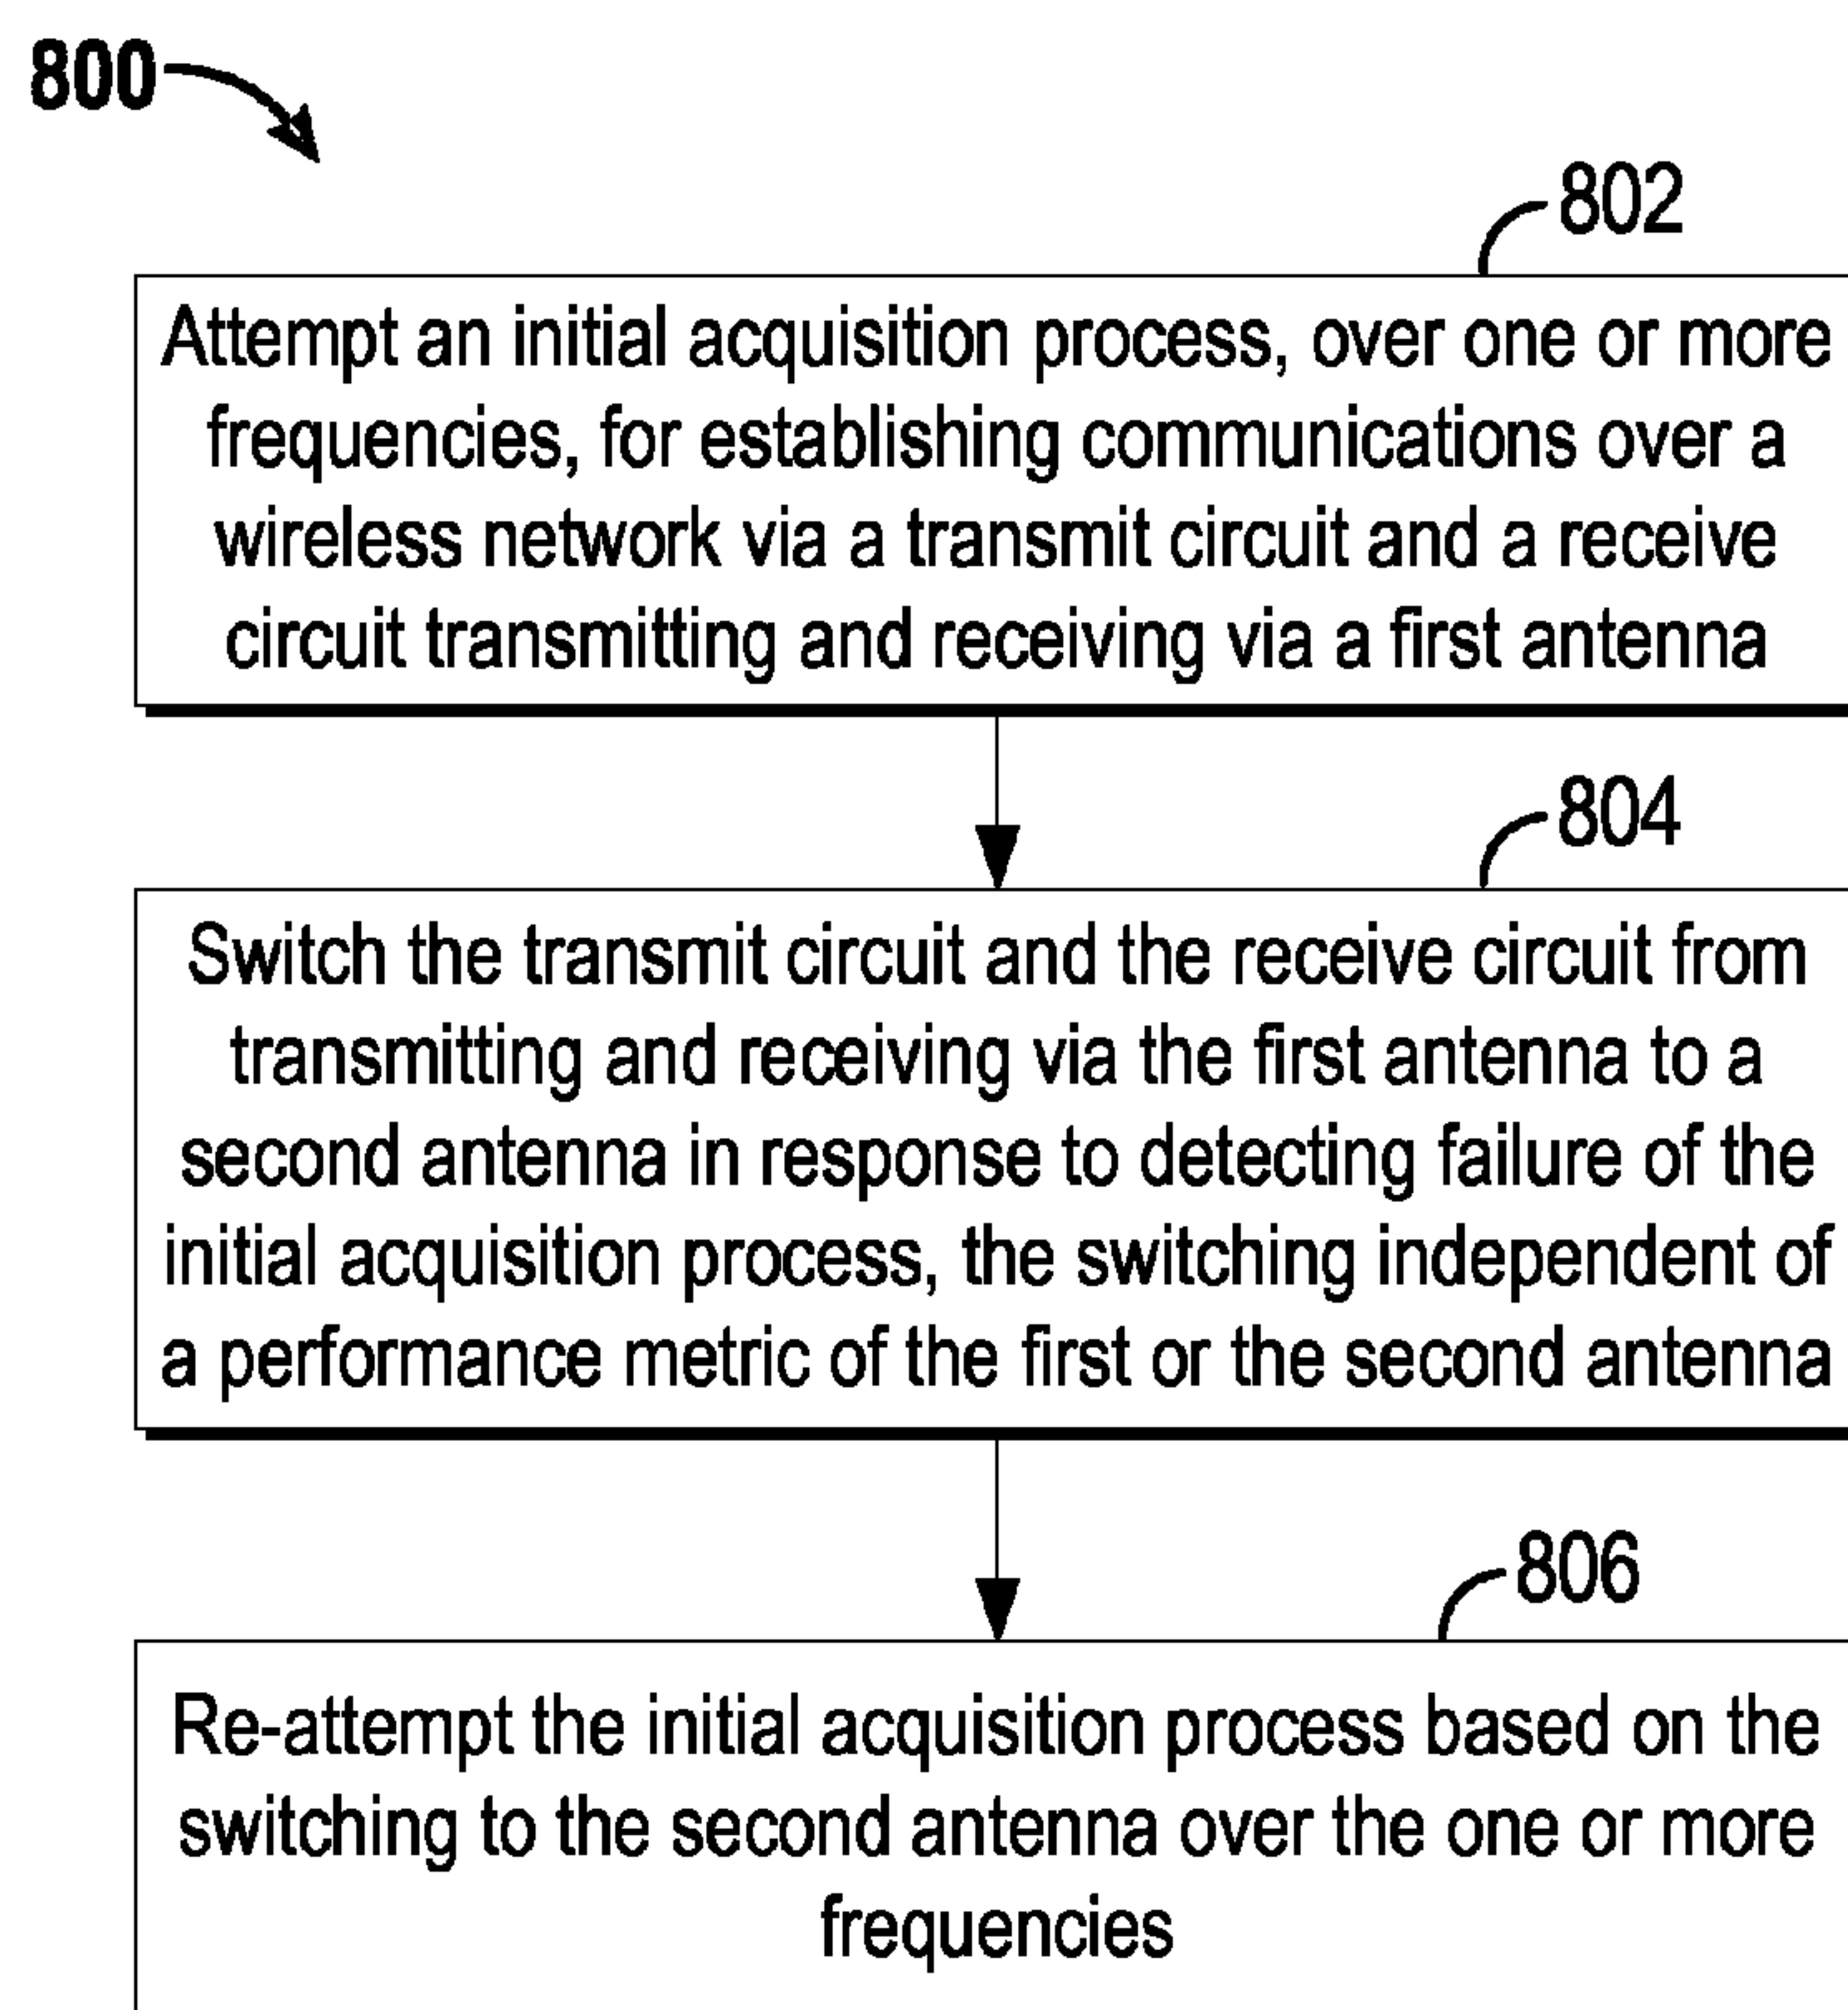 800
802
Attempt an initial acquisition process, over one or more
frequencies, for establishing communications over a
wireless network via a transmit circuit and a receive
circuit transmitting and receiving via a first antenna
804
Switch the transmit circuit and the receive circuit from
transmitting and receiving via the first antenna to a
second antenna in response to detecting failure of the
initial acquisition process, the switching independent of
a performance metric of the first or the second antenna
806
Re-attempt the initial acquisition process based on the
switching to the second antenna over the one or more
frequencies